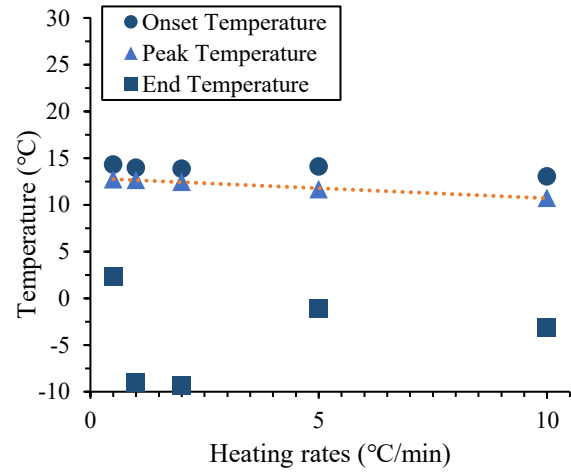 30
25
20
15
10
5
0
-5
-10
Temperature (°C)
Onset Temperature
Peak Temperature
End Temperature
0
5
10
Heating rates (°C/min)